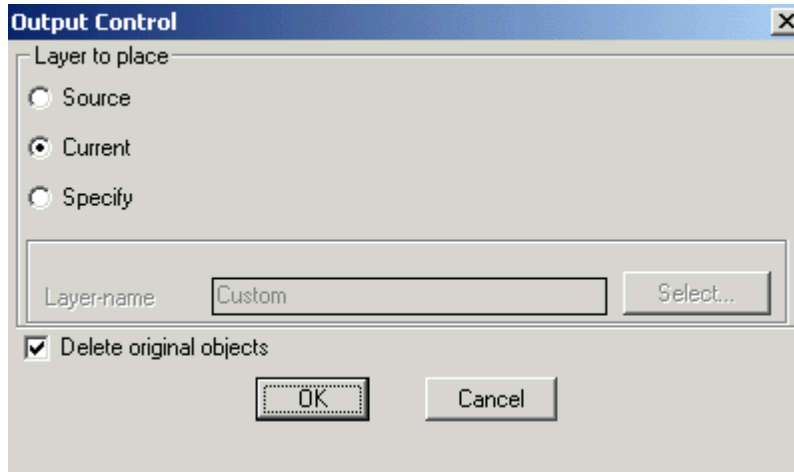 Output Control
Layer to place
Source
Current
Specify
Layer-name Custom Select...
Delete original objects
OK Cancel